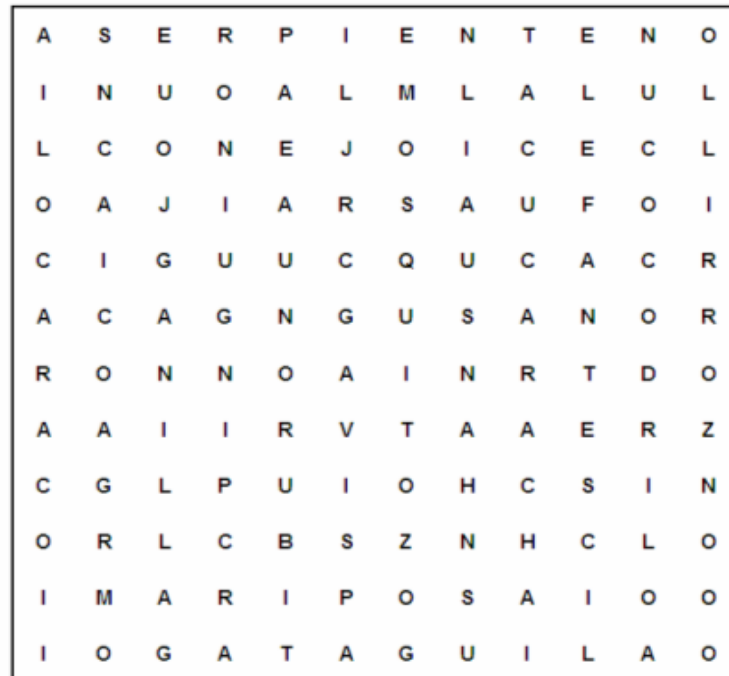 A S E R P I E N T E N O
I N U O A L M L A L U L
L C O N E J O I C E C L
O A J I A R S A U F O I
C I G U U C Q U C A C R
A C A G N G U S A N O R
R O N N O A I N R T D O
A A I I R V T A A E R Z
C G L P U I O H C S I N
O R L C B S Z N H C L O
I M A R I P O S A I O O
I O G A T A G U I L A O